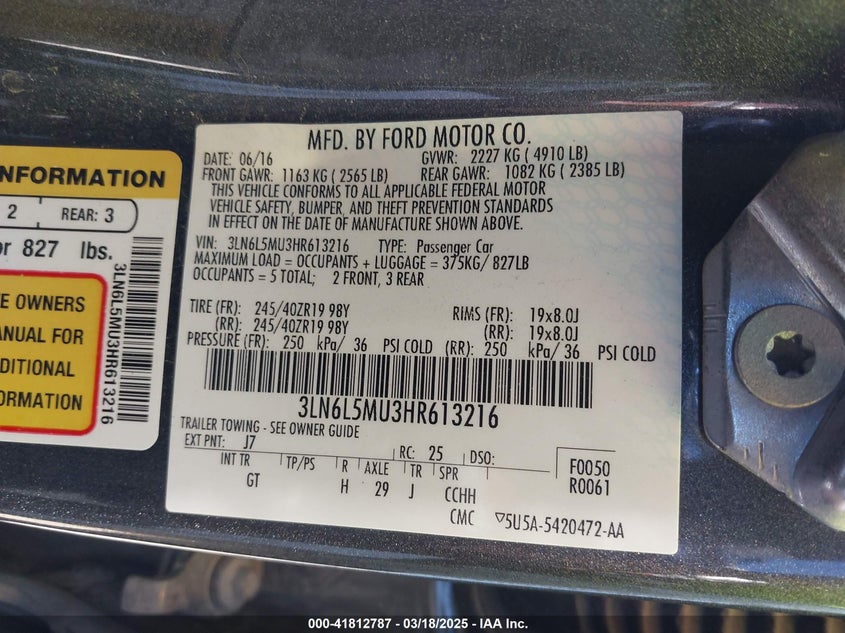 INFORMATION
2 REAR: 3
or 827 lbs.
E OWNERS
ANUAL FOR
DITIONAL
FORMATION
3LN6L5MU3HR613216
MFD. BY FORD MOTOR CO.
DATE: 06/16 GVWR: 2227 KG ( 4910 LB)
FRONT GAWR: 1163 KG ( 2565 LB) REAR GAWR: 1082 KG ( 2385 LB)
THIS VEHICLE CONFORMS TO ALL APPLICABLE FEDERAL MOTOR
VEHICLE SAFETY, BUMPER, AND THEFT PREVENTION STANDARDS
IN EFFECT ON THE DATE OF MANUFACTURE SHOWN ABOVE.
VIN: 3LN6L5MU3HR613216 TYPE: Passenger Car
MAXIMUM LOAD = OCCUPANTS + LUGGAGE = 375KG/ 827LB
OCCUPANTS = 5 TOTAL; 2 FRONT, 3 REAR
TIRE (FR): 245/40ZR19 98Y RIMS (FR): 19x8.0J
(RR): 245/40ZR19 98Y (RR): 19x8.0J
PRESSURE (FR): 250 kPa/ 36 PSI COLD (RR): 250 kPa/ 36 PSI COLD
3LN6L5MU3HR613216
TRAILER TOWING - SEE OWNER GUIDE
EXT PNT: J7 RC: 25 DSO: F0050
INT TR TP/PS R AXLE TR SPR R0061
GT H 29 J CCHH
CMC ▽5U5A-5420472-AA
000-41812787 - 03/18/2025 - IAA Inc.